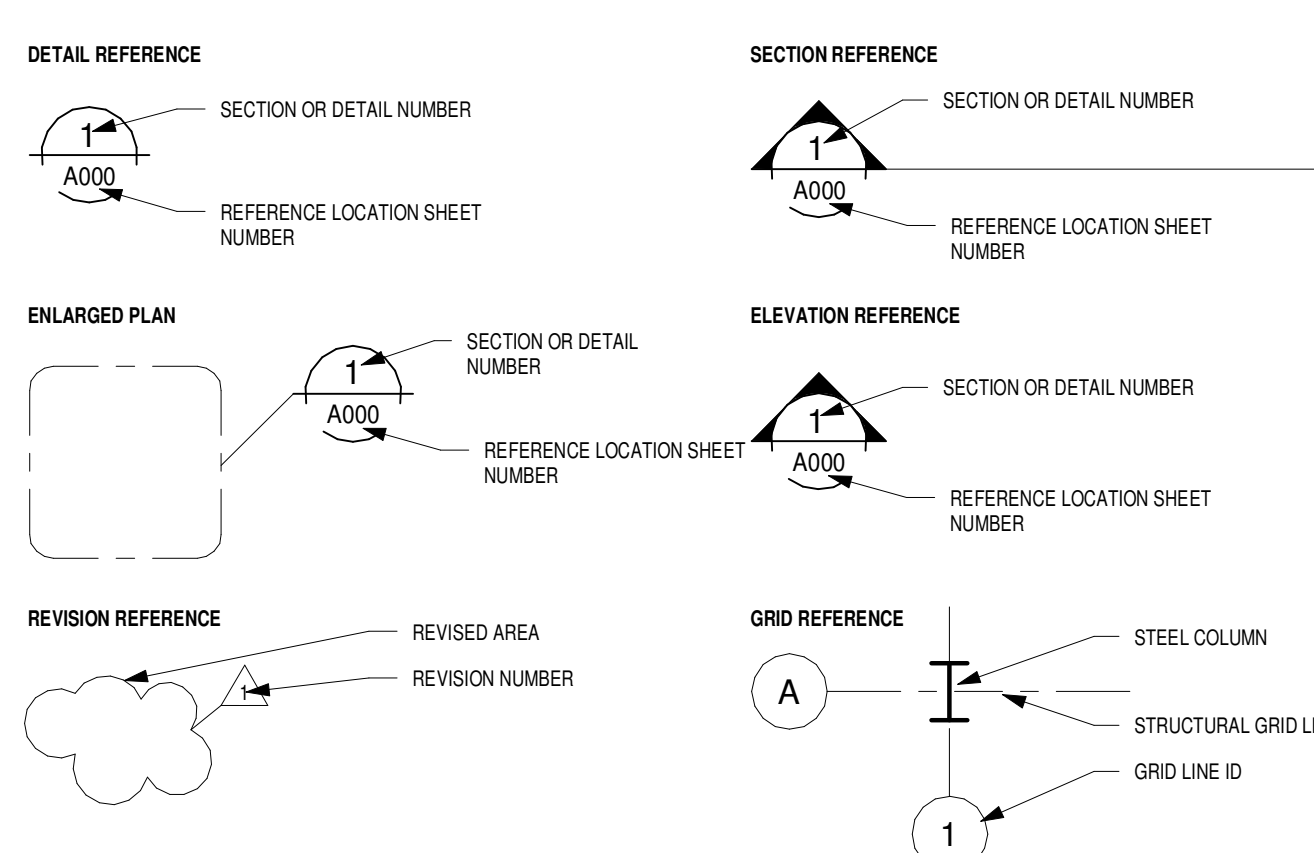 DETAIL REFERENCE
1
A000
SECTION OR DETAIL NUMBER
REFERENCE LOCATION SHEET
NUMBER
SECTION REFERENCE
1
A000
SECTION OR DETAIL NUMBER
REFERENCE LOCATION SHEET
NUMBER
ENLARGED PLAN
1
A000
SECTION OR DETAIL
NUMBER
REFERENCE LOCATION SHEET
NUMBER
ELEVATION REFERENCE
1
A000
SECTION OR DETAIL NUMBER
REFERENCE LOCATION SHEET
NUMBER
REVISION REFERENCE
REVISED AREA
REVISION NUMBER
1
GRID REFERENCE
A
STEEL COLUMN
STRUCTURAL GRID
GRID LINE ID
1